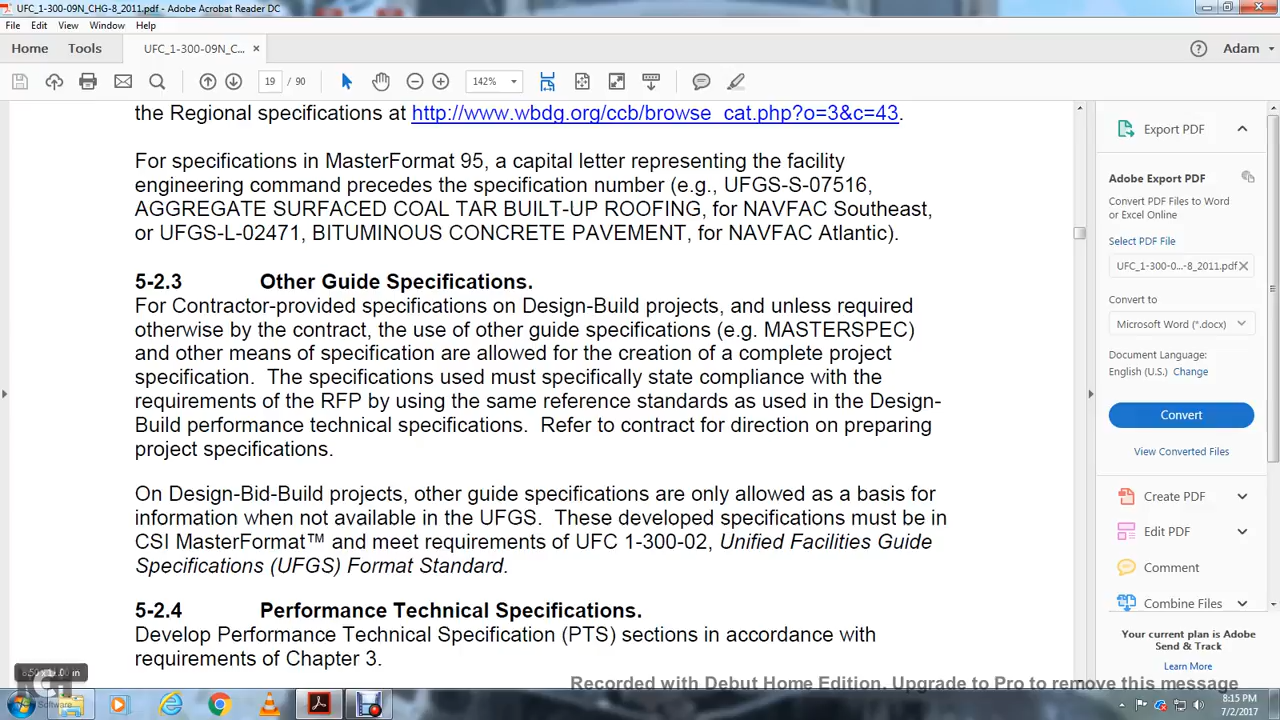 UFC_1-300-09N_CHG-8_2011.pdf - Adobe Acrobat Reader DC
File Edit View Window Help
Home Tools UFC_1-300-09N_C... × Adam
19 / 90 142%
the Regional specifications at http://www.wbdg.org/ccb/browse_cat.php?o=3&c=43.
For specifications in MasterFormat 95, a capital letter representing the facility
engineering command precedes the specification number (e.g., UFGS-S-07516,
AGGREGATE SURFACED COAL TAR BUILT-UP ROOFING, for NAVFAC Southeast,
or UFGS-L-02471, BITUMINOUS CONCRETE PAVEMENT, for NAVFAC Atlantic).
5-2.3 Other Guide Specifications.
For Contractor-provided specifications on Design-Build projects, and unless required
otherwise by the contract, the use of other guide specifications (e.g. MASTERSPEC)
and other means of specification are allowed for the creation of a complete project
specification. The specifications used must specifically state compliance with the
requirements of the RFP by using the same reference standards as used in the Design-
Build performance technical specifications. Refer to contract for direction on preparing
project specifications.
On Design-Bid-Build projects, other guide specifications are only allowed as a basis for
information when not available in the UFGS. These developed specifications must be in
CSI MasterFormat™ and meet requirements of UFC 1-300-02, Unified Facilities Guide
Specifications (UFGS) Format Standard.
5-2.4 Performance Technical Specifications.
Develop Performance Technical Specification (PTS) sections in accordance with
requirements of Chapter 3.
8.50 x 11.00 in
Export PDF
Adobe Export PDF
Convert PDF Files to Word
or Excel Online
Select PDF File
UFC_1-300-0...-8_2011.pdf ×
Convert to
Microsoft Word (*.docx)
Document Language:
English (U.S.) Change
Convert
View Converted Files
Create PDF
Edit PDF
Comment
Combine Files
Your current plan is Adobe
Send & Track
Learn More
Recorded with Debut Home Edition. Upgrade to Pro to remove this message
Software
8:15 PM
7/2/2017